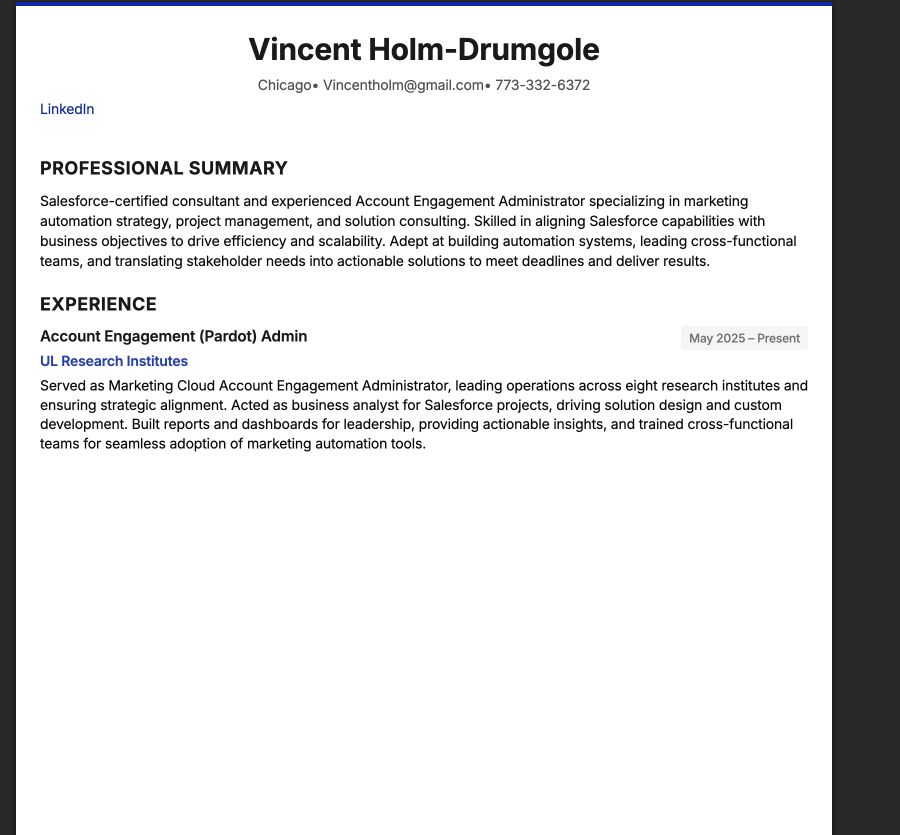 Vincent Holm-Drumgole
Chicago• Vincentholm@gmail.com• 773-332-6372
LinkedIn
PROFESSIONAL SUMMARY
Salesforce-certified consultant and experienced Account Engagement Administrator specializing in marketing
automation strategy, project management, and solution consulting. Skilled in aligning Salesforce capabilities with
business objectives to drive efficiency and scalability. Adept at building automation systems, leading cross-functional
teams, and translating stakeholder needs into actionable solutions to meet deadlines and deliver results.
EXPERIENCE
Account Engagement (Pardot) Admin
May 2025 – Present
UL Research Institutes
Served as Marketing Cloud Account Engagement Administrator, leading operations across eight research institutes and
ensuring strategic alignment. Acted as business analyst for Salesforce projects, driving solution design and custom
development. Built reports and dashboards for leadership, providing actionable insights, and trained cross-functional
teams for seamless adoption of marketing automation tools.